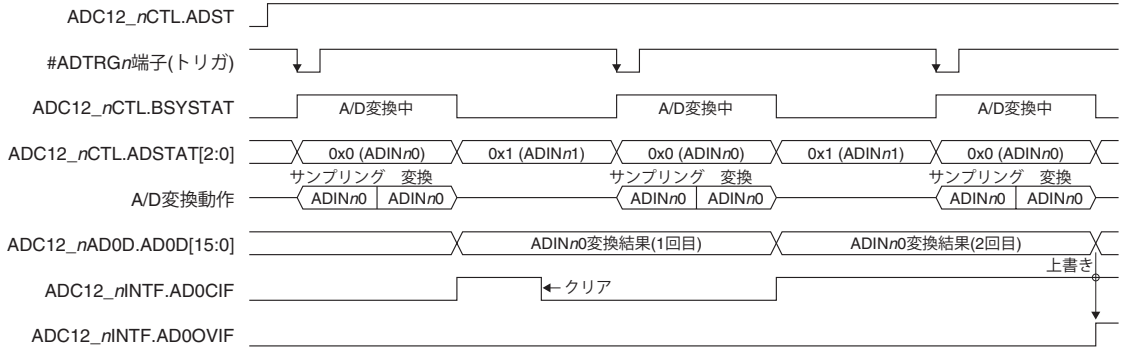 ADC12_nCTL.ADST
#ADTRGn端子(トリガ)
ADC12_nCTL.BSYSTAT A/D変換中 A/D変換中 A/D変換中
ADC12_nCTL.ADSTAT[2:0] 0x0 (ADINn0) 0x1 (ADINn1) 0x0 (ADINn0) 0x1 (ADINn1) 0x0 (ADINn0)
サンプリング 変換 サンプリング 変換 サンプリング 変換
A/D変換動作 ADINn0 ADINn0 ADINn0 ADINn0 ADINn0 ADINn0
ADC12_nAD0D.AD0D[15:0] ADINn0変換結果(1回目) ADINn0変換結果(2回目)
上書き
ADC12_nINTF.AD0CIF クリア
ADC12_nINTF.AD0OVIF